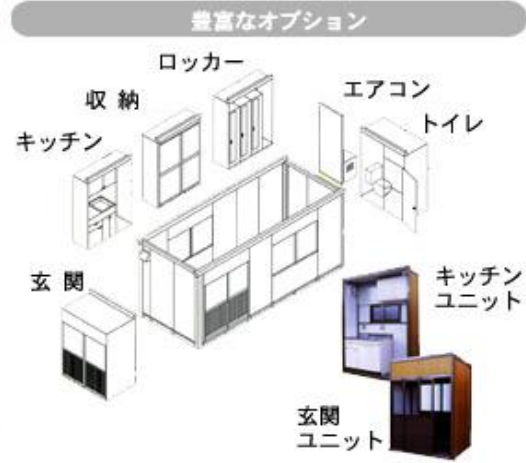 豊富なオプション
ロッカー
収納
エアコン
キッチン
トイレ
玄関
キッチン
ユニット
玄関
ユニット